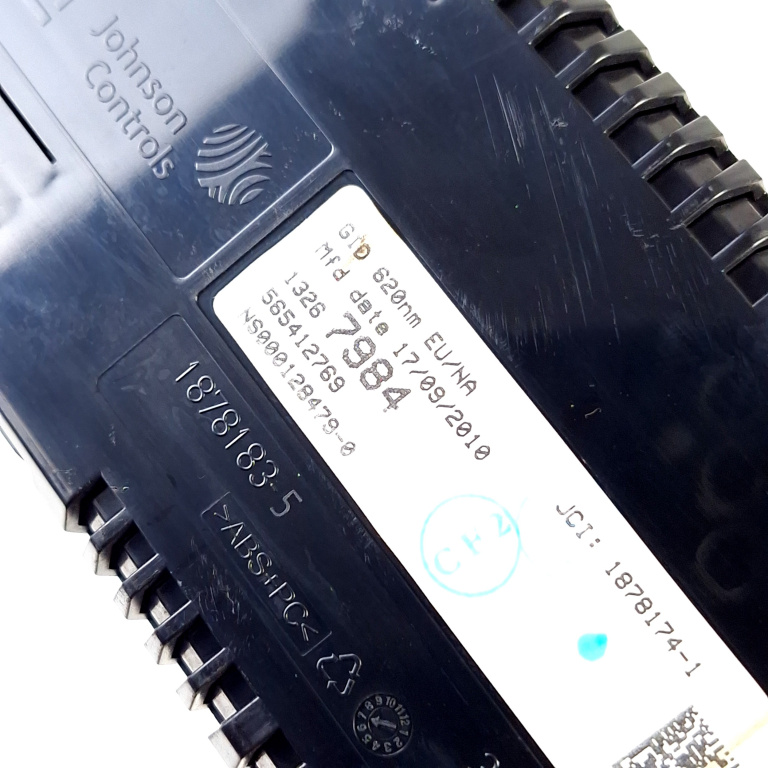 Johnson
Controls
GID 620nm EU/NA
Mfd date 17/09/2010
1326
7984
565412769
NS000128479-0
1878183-5
>ABS+PC<
JCI: 1878174-1